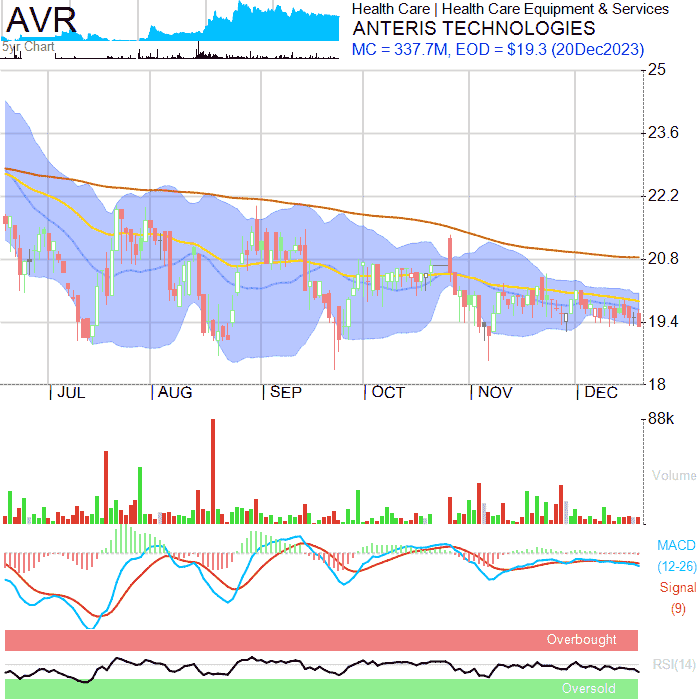 AVR
5yr Chart
Health Care | Health Care Equipment & Services
ANTERIS TECHNOLOGIES
MC = 337.7M, EOD = $19.3 (20Dec2023)
25
23.6
22.2
20.8
19.4
18
JUL AUG SEP OCT NOV DEC
88k
Volume
MACD
(12-26)
Signal
(9)
Overbought
RSI(14)
Oversold